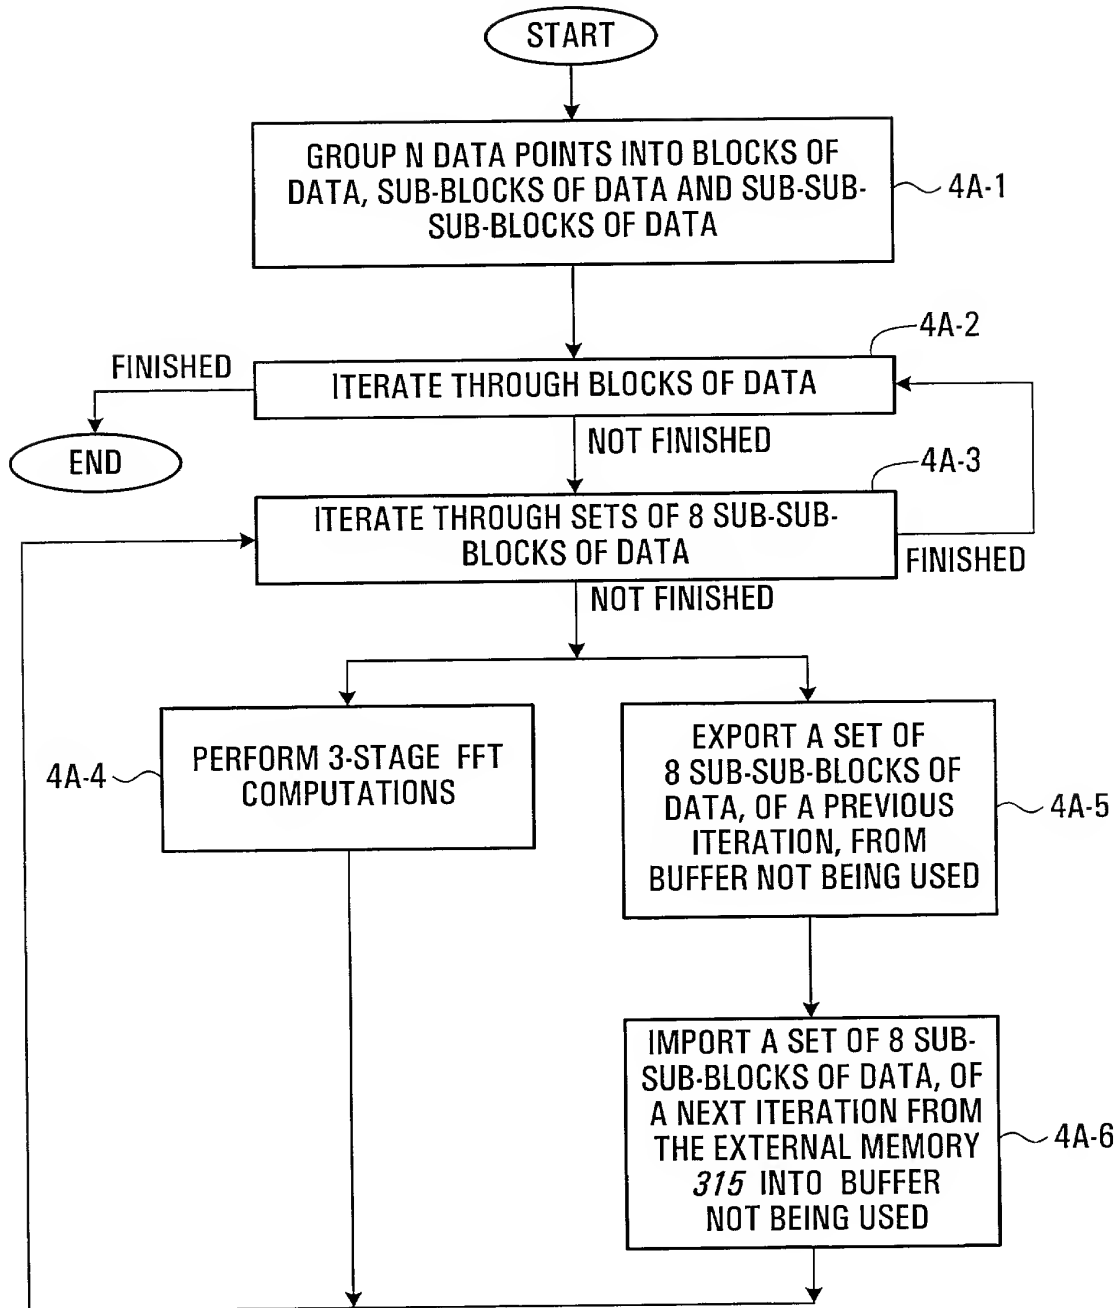 START
GROUP N DATA POINTS INTO BLOCKS OF
DATA, SUB-BLOCKS OF DATA AND SUB-SUB-
SUB-BLOCKS OF DATA
4A-1
4A-2
FINISHED
ITERATE THROUGH BLOCKS OF DATA
END
NOT FINISHED
4A-3
ITERATE THROUGH SETS OF 8 SUB-SUB-
BLOCKS OF DATA
FINISHED
NOT FINISHED
4A-4
PERFORM 3-STAGE FFT
COMPUTATIONS
EXPORT A SET OF
8 SUB-SUB-BLOCKS OF
DATA, OF A PREVIOUS
ITERATION, FROM
BUFFER NOT BEING USED
4A-5
IMPORT A SET OF 8 SUB-
SUB-BLOCKS OF DATA, OF
A NEXT ITERATION FROM
THE EXTERNAL MEMORY
315 INTO BUFFER
NOT BEING USED
4A-6